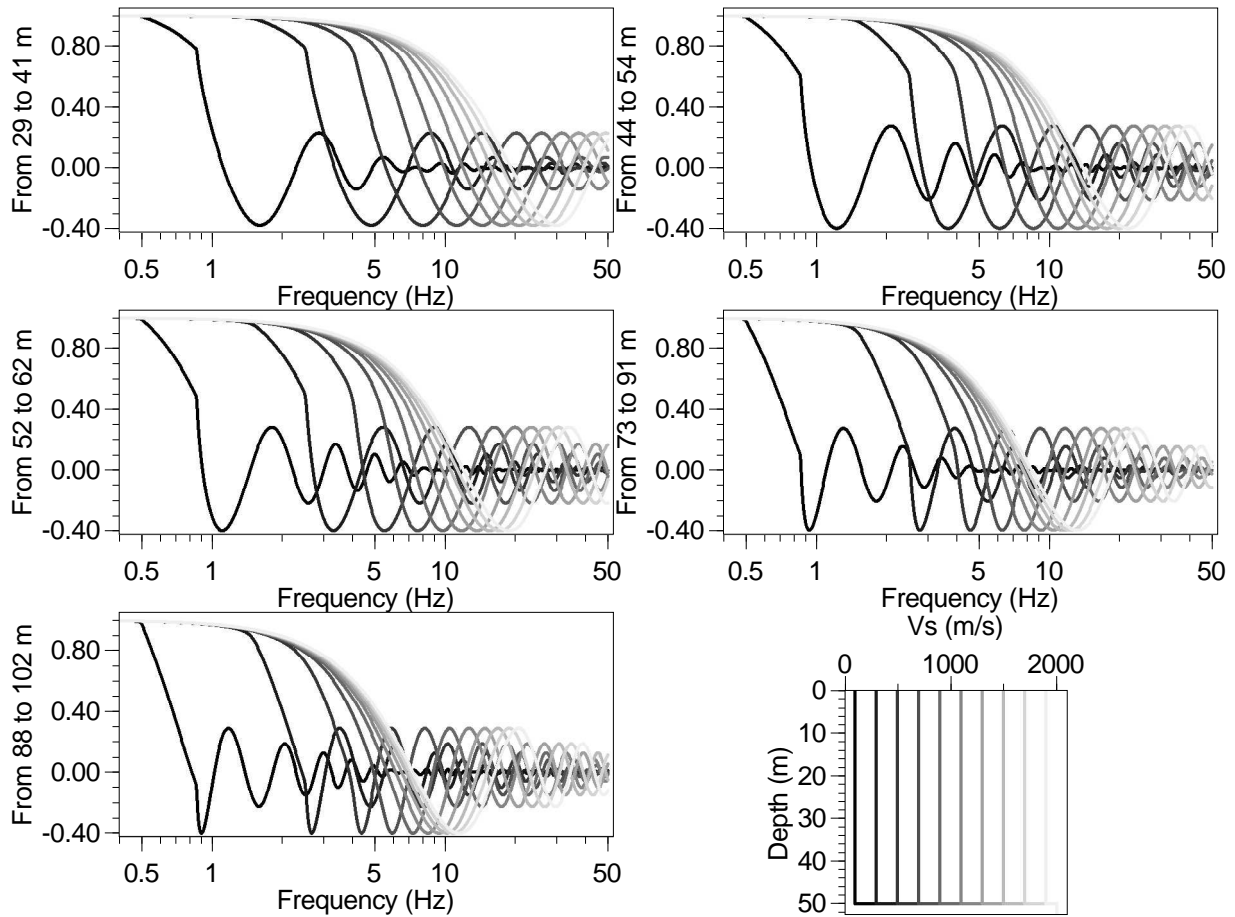 From 29 to 41 m
0.80
0.40
0.00
-0.40
0.5 1 5 10 50
Frequency (Hz)
From 44 to 54 m
0.80
0.40
0.00
-0.40
0.5 1 5 10 50
Frequency (Hz)
From 52 to 62 m
0.80
0.40
0.00
-0.40
0.5 1 5 10 50
Frequency (Hz)
From 73 to 91 m
0.80
0.40
0.00
-0.40
0.5 1 5 10 50
Frequency (Hz)
From 88 to 102 m
0.80
0.40
0.00
-0.40
0.5 1 5 10 50
Frequency (Hz)
Vs (m/s)
0 1000 2000
Depth (m)
0
10
20
30
40
50